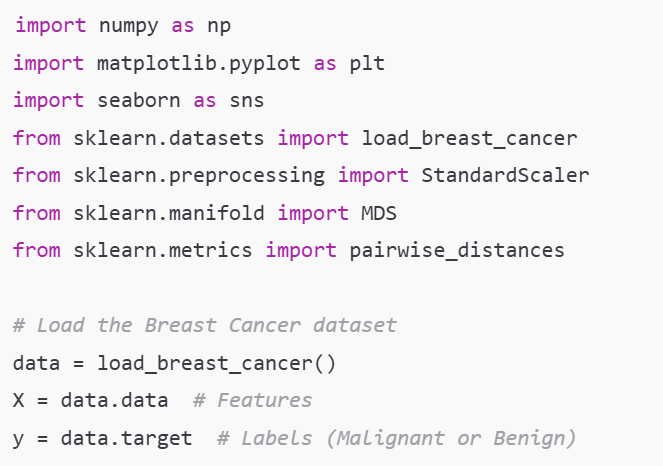 import numpy as np
import matplotlib.pyplot as plt
import seaborn as sns
from sklearn.datasets import load_breast_cancer
from sklearn.preprocessing import StandardScaler
from sklearn.manifold import MDS
from sklearn.metrics import pairwise_distances
# Load the Breast Cancer dataset
data = load_breast_cancer()
X = data.data  # Features
y = data.target  # Labels (Malignant or Benign)